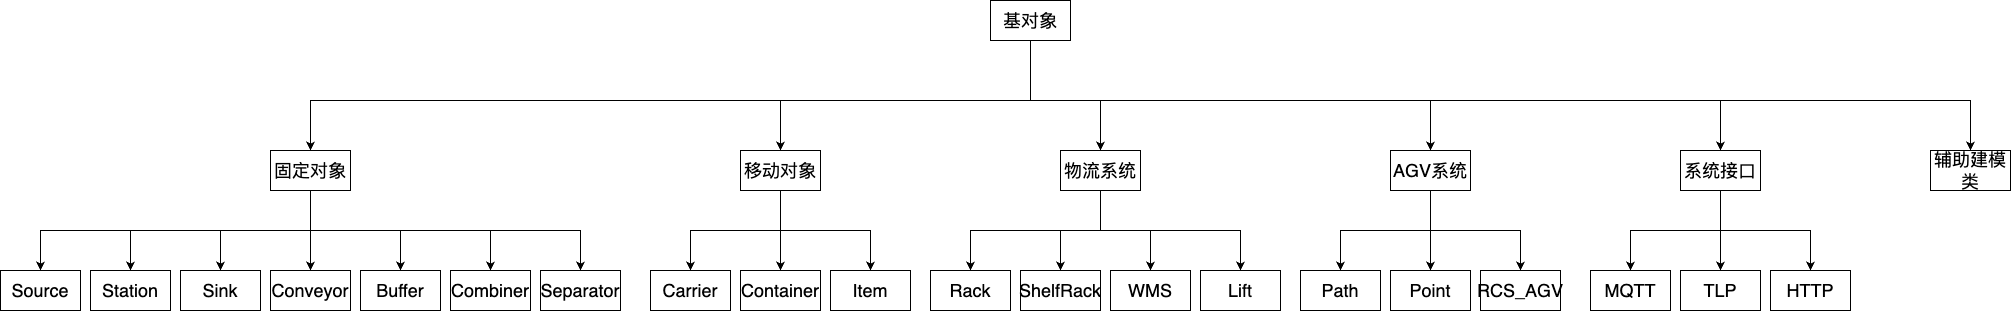 基对象
固定对象
移动对象
物流系统
AGV系统
系统接口
辅助建模
类
Source
Station
Sink
Conveyor
Buffer
Combiner
Separator
Carrier
Container
Item
Rack
ShelfRack
WMS
Lift
Path
Point
RCS_AGV
MQTT
TLP
HTTP